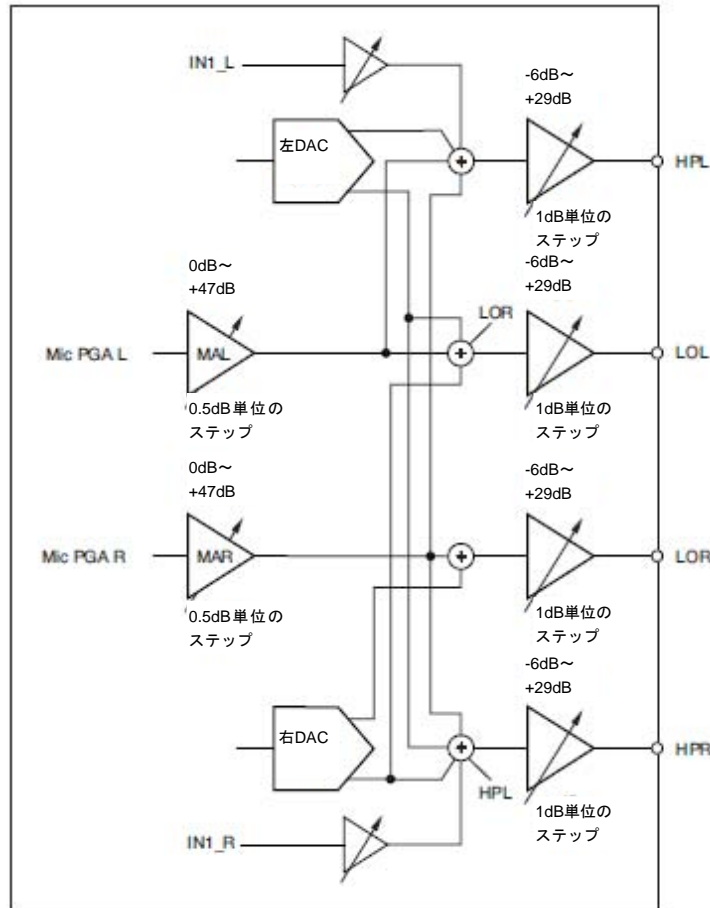 IN1_L
-6dB～
+29dB
左DAC
HPL
1dB単位の
ステップ
0dB～
+47dB
-6dB～
+29dB
LOR
Mic PGA L
MAL
LOL
0.5dB単位の
ステップ
1dB単位の
ステップ
0dB～
+47dB
-6dB～
+29dB
Mic PGA R
MAR
LOR
0.5dB単位の
ステップ
1dB単位の
ステップ
-6dB～
+29dB
右DAC
HPR
HPL
1dB単位の
ステップ
IN1_R